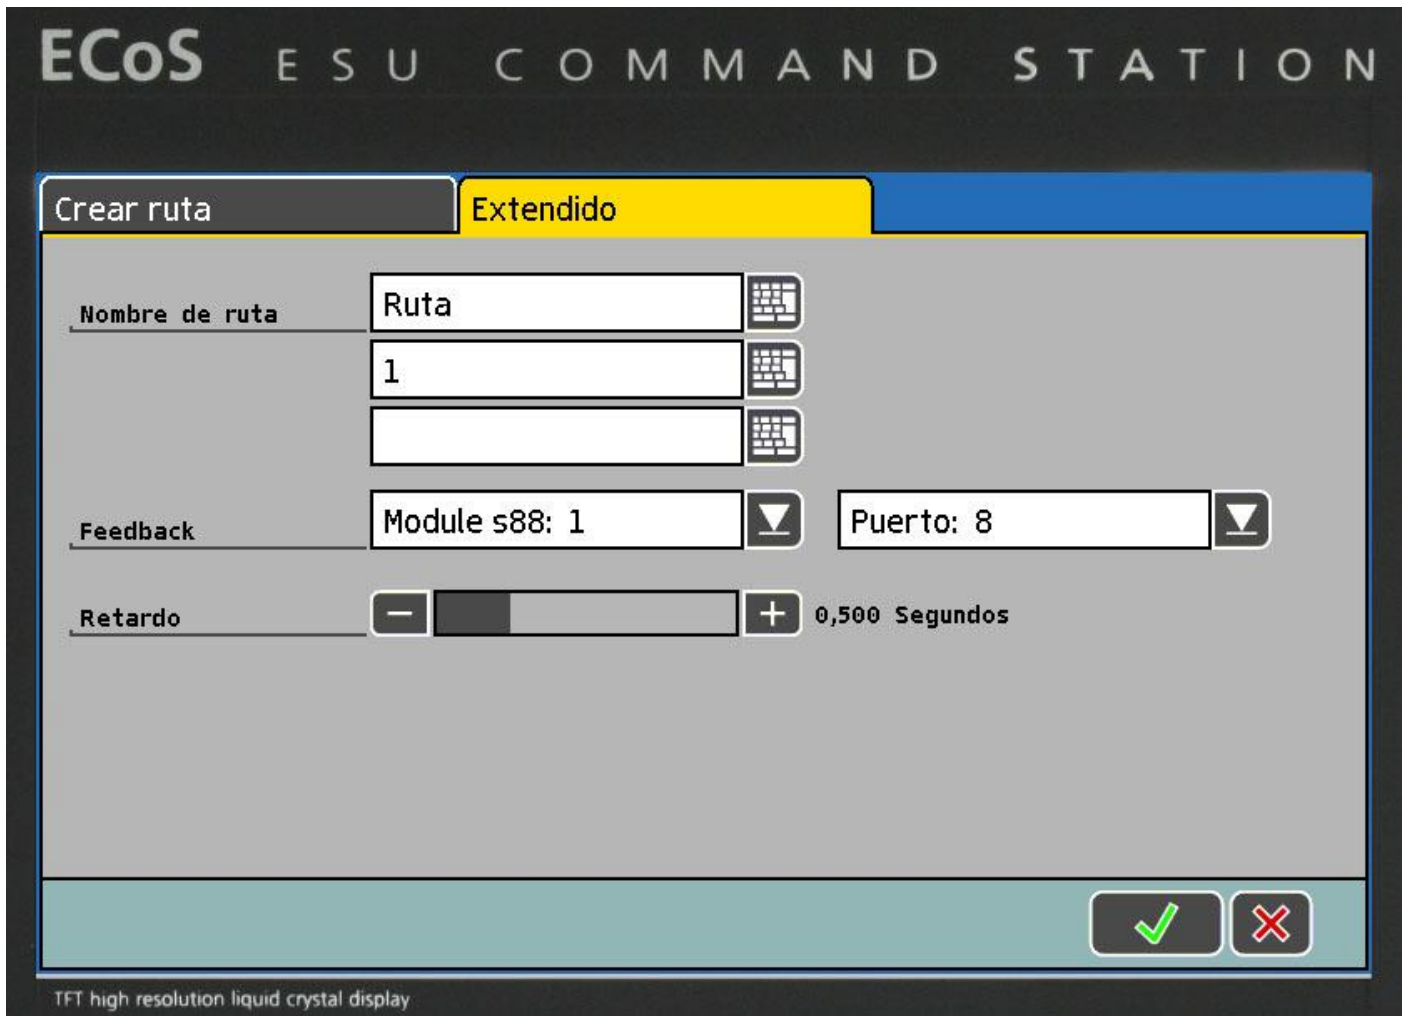 ECoS ESU COMMAND STATION
Crear ruta Extendido
Nombre de ruta Ruta
1
Feedback Module s88: 1 Puerto: 8
Retardo 0,500 Segundos
TFT high resolution liquid crystal display